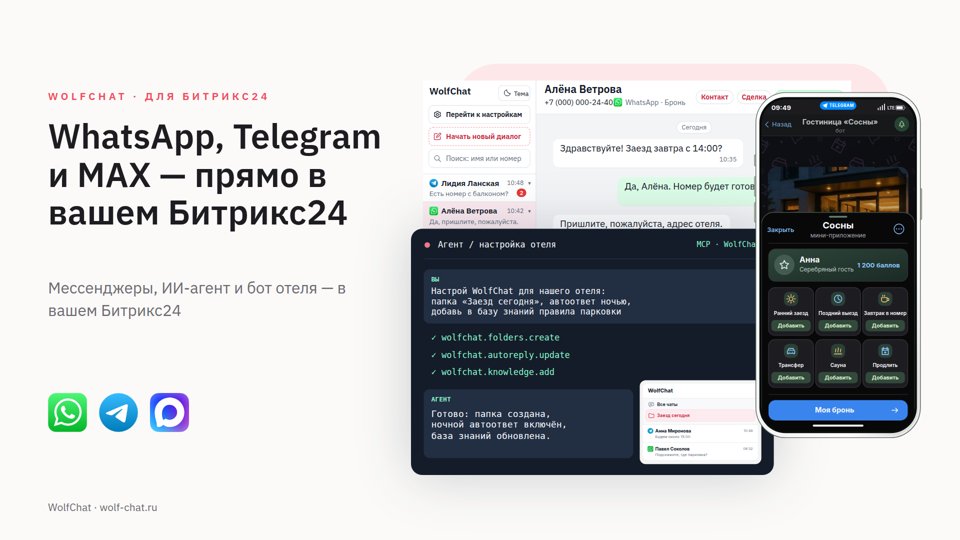 WOLFCHAT · ДЛЯ БИТРИКС24
WhatsApp, Telegram
и MAX — прямо в
вашем Битрикс24
Мессенджеры, ИИ-агент и бот отеля — в
вашем Битрикс24
WolfChat · wolf-chat.ru
WolfChat
Тема
Перейти к настройкам
Начать новый диалог
Поиск: имя или номер
Лидия Ланская 10:48
Есть номер с балконом? 2
Алёна Ветрова 10:42
Да, пришлите, пожалуйста.
Алёна Ветрова
+7 (000) 000-24-40 WhatsApp · Бронь
Контакт
Сделка
Сегодня
Здравствуйте! Заезд завтра с 14:00?
10:35
Да, Алёна. Номер будет готов
Пришлите, пожалуйста, адрес отеля.
Агент / настройка отеля
MCP · WolfCha
ВЫ
Настрой WolfChat для нашего отеля:
папка «Заезд сегодня», автоответ ночью,
добавь в базу знаний правила парковки
✓ wolfchat.folders.create
✓ wolfchat.autoreply.update
✓ wolfchat.knowledge.add
АГЕНТ
Готово: папка создана,
ночной автоответ включён,
база знаний обновлена.
WolfChat
Все чаты
Заезд сегодня
Анна Миронова
Павел Соколов
09:49
TELEGRAM
LTE
Назад
Гостиница «Сосны»
бот
Закрыть
Сосны
мини-приложение
Анна
Серебряный гость
1 200 баллов
Ранний заезд
Поздний выезд
Завтрак в номер
Добавить
Добавить
Добавить
Трансфер
Сауна
Продлить
Добавить
Добавить
Добавить
Моя бронь →